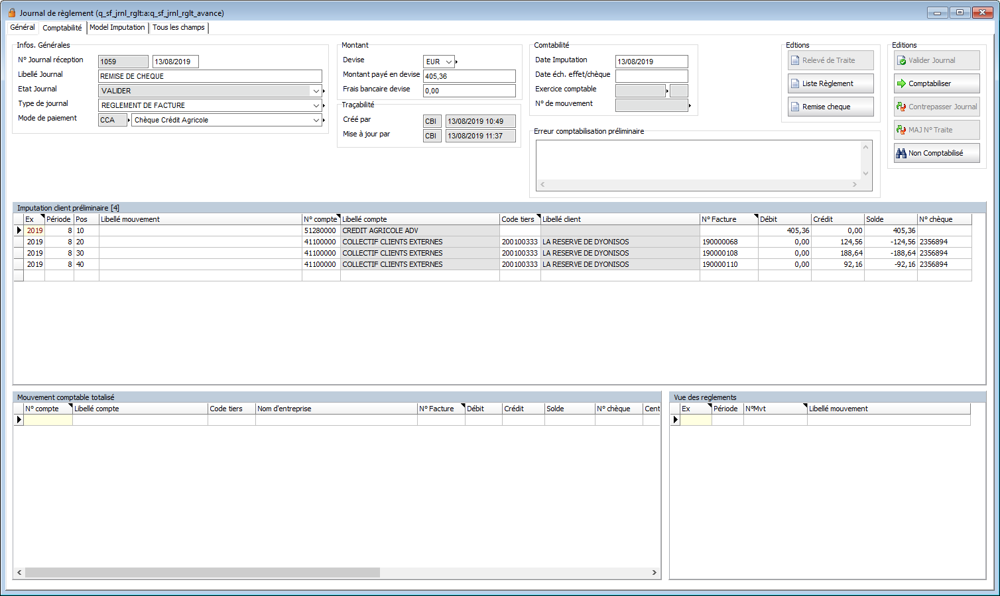 Journal de règlement (q_sf_jrnl_rglt:a:q_sf_jrnl_rglt_avance)
Général Comptabilité Model Imputation Tous les champs
Infos. Générales
N° Journal réception 1059 13/08/2019
Libellé Journal REMISE DE CHEQUE
Etat Journal VALIDER
Type de journal REGLEMENT DE FACTURE
Mode de paiement CCA Chèque Crédit Agricole
Montant
Devise EUR
Montant payé en devise 405,36
Frais bancaire devise 0,00
Traçabilité
Créé par CBI 13/08/2019 10:49
Mise à jour par CBI 13/08/2019 11:37
Comtabilité
Date Imputation 13/08/2019
Date éch. effet/chèque
Exercice comptable
N° de mouvement
Erreur comptabilisation préliminaire
Edtions
Relevé de Traite
Liste Règlement
Remise cheque
Editions
Valider Journal
Comptabiliser
Contrepasser Journal
MAJ N° Traite
Non Comptabilisé
Imputation client préliminaire [4]
Ex Période Pos Libellé mouvement N° compte Libellé compte Code tiers Libellé client N° Facture Débit Crédit Solde N° chèque
2019 8 10 51280000 CREDIT AGRICOLE ADV 405,36 0,00 405,36
2019 8 20 41100000 COLLECTIF CLIENTS EXTERNES 200100333 LA RESERVE DE DYONISOS 190000068 0,00 124,56 -124,56 2356894
2019 8 30 41100000 COLLECTIF CLIENTS EXTERNES 200100333 LA RESERVE DE DYONISOS 190000108 0,00 188,64 -188,64 2356894
2019 8 40 41100000 COLLECTIF CLIENTS EXTERNES 200100333 LA RESERVE DE DYONISOS 190000110 0,00 92,16 -92,16 2356894
Mouvement comptable totalisé
N° compte Libellé compte Code tiers Nom d'entreprise N° Facture Débit Crédit Solde N° chèque Cent
Vue des reglements
Ex Période N°Mvt Libellé mouvement